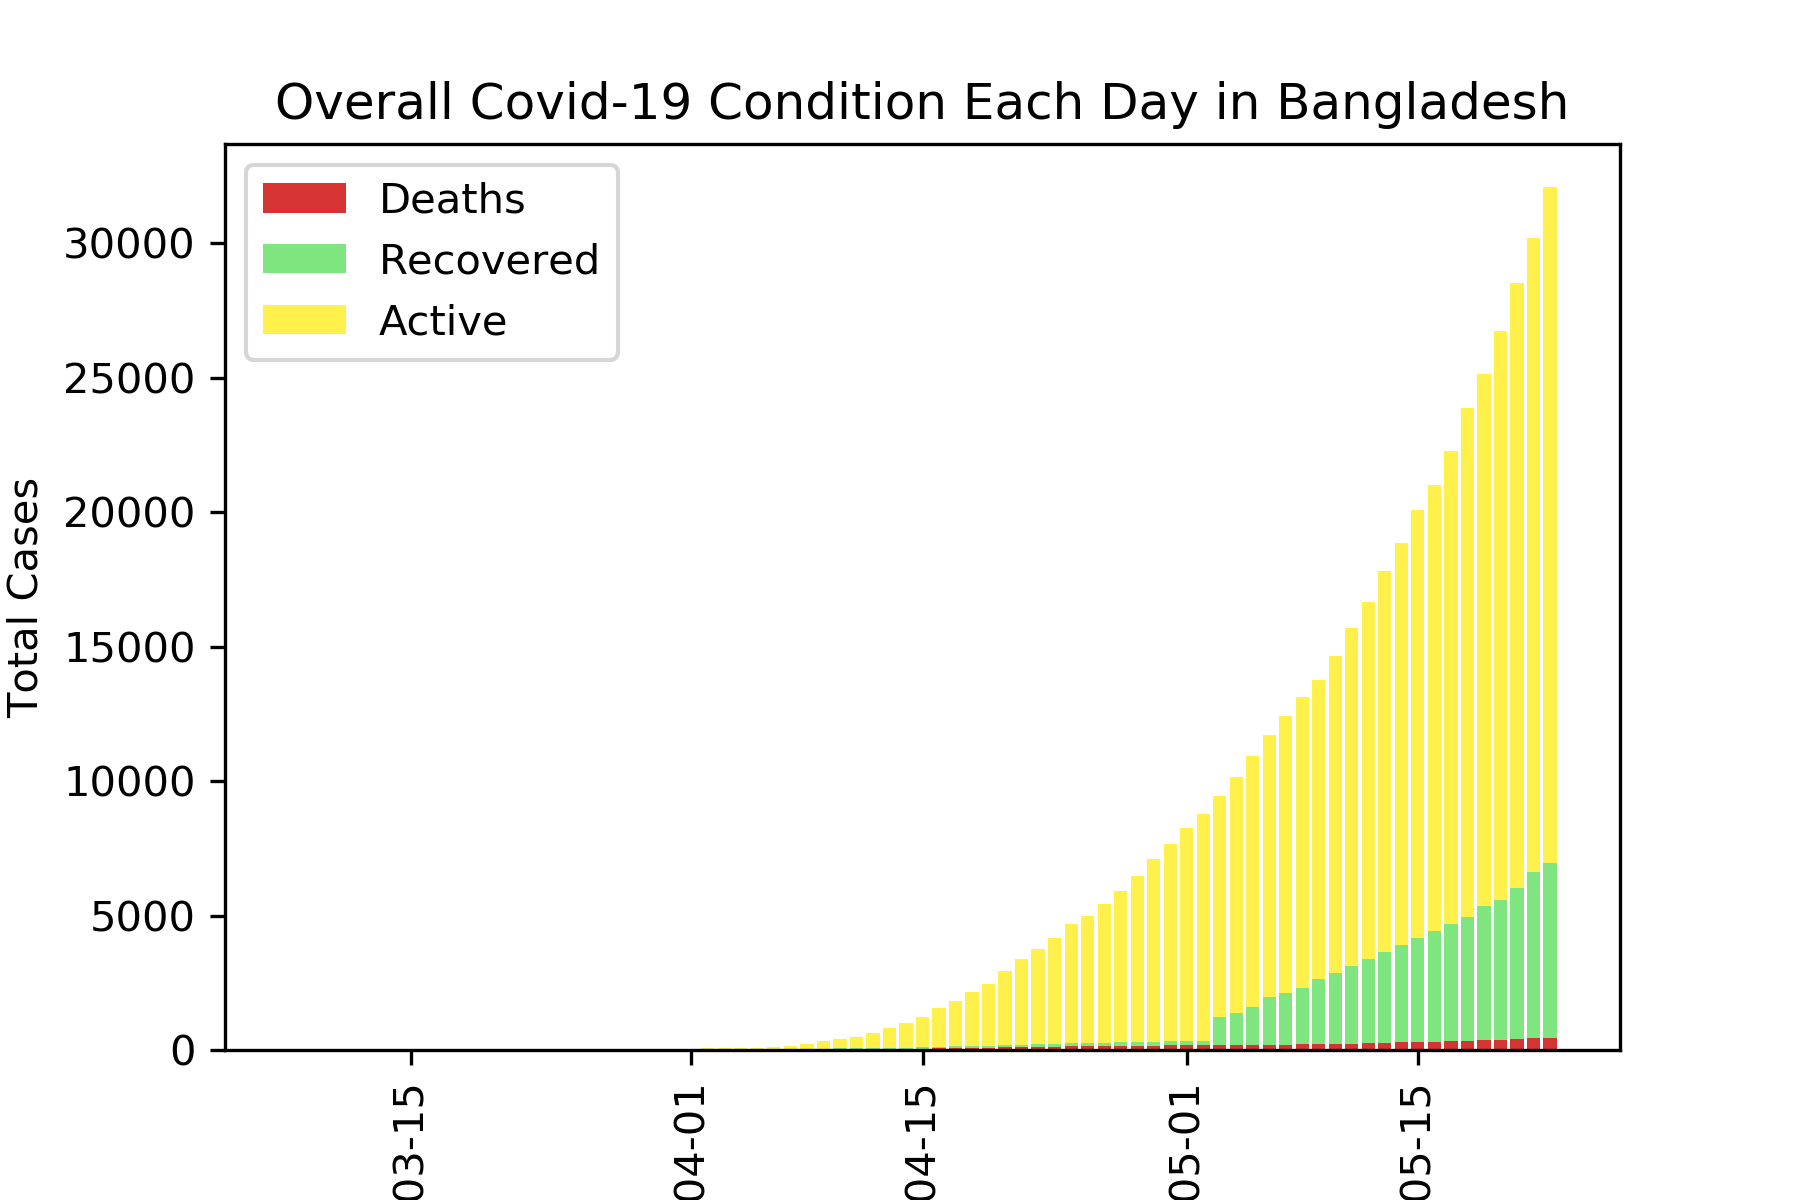 Overall Covid-19 Condition Each Day in Bangladesh
Deaths
Recovered
Active
Total Cases
30000
25000
20000
15000
10000
5000
0
03-15
04-01
04-15
05-01
05-15